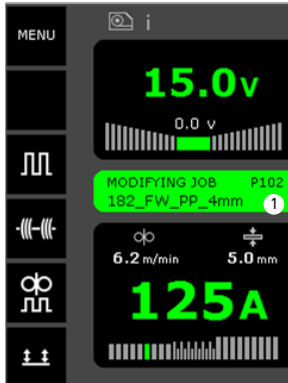 MENU
i
15.0v
0.0 v
MODIFYING JOB P102
182_FW_PP_4mm 1
6.2 m/min 5.0 mm
125A